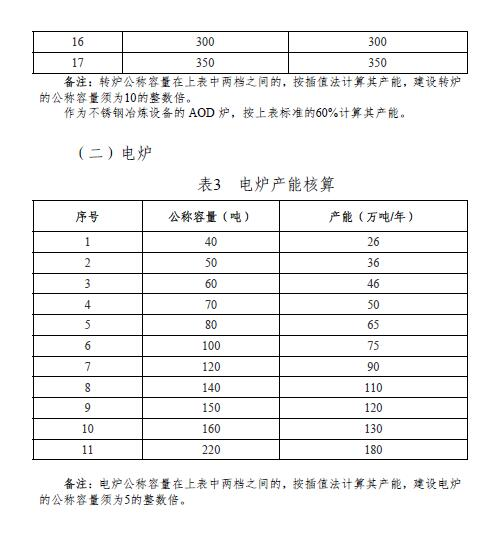 16 300 300
17 350 350
备注：转炉公称容量在上表中两档之间的，按插值法计算其产能，建设转炉
的公称容量须为10的整数倍。
作为不锈钢冶炼设备的 AOD 炉，按上表标准的60%计算其产能。
（二）电炉
表3 电炉产能核算
序号 公称容量（吨） 产能（万吨/年）
1 40 26
2 50 36
3 60 46
4 70 50
5 80 65
6 100 75
7 120 90
8 140 110
9 150 120
10 160 130
11 220 180
备注：电炉公称容量在上表中两档之间的，按插值法计算其产能，建设电炉
的公称容量须为5的整数倍。